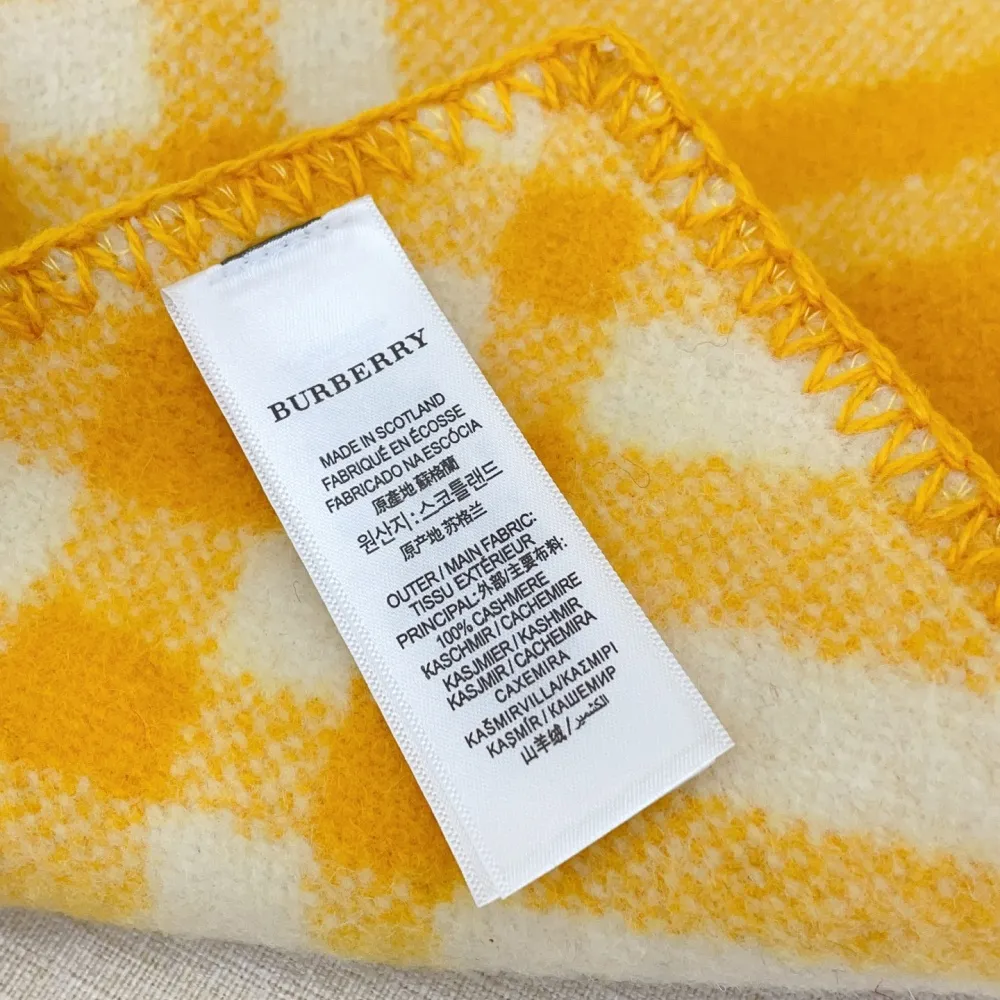 BURBERRY
MADE IN SCOTLAND
FABRIQUÉ EN ÉCOSSE
FABRICADO NA ESCÓCIA
原產地 蘇格蘭
원산지 : 스코틀랜드
原产地 苏格兰
OUTER / MAIN FABRIC:
TISSU EXTÉRIEUR
PRINCIPAL:外部/主要布料:
100% CASHMERE
KASCHMIR / CACHEMIRE
KASJMIER / KASHMIR
KASJMIR / CACHEMIRA
CAXEMIRA
KAŠMIRVILLA/ΚΑΣΜΙΡΙ
KAŞMİR / КАШЕМИР
山羊绒/ الكشمير